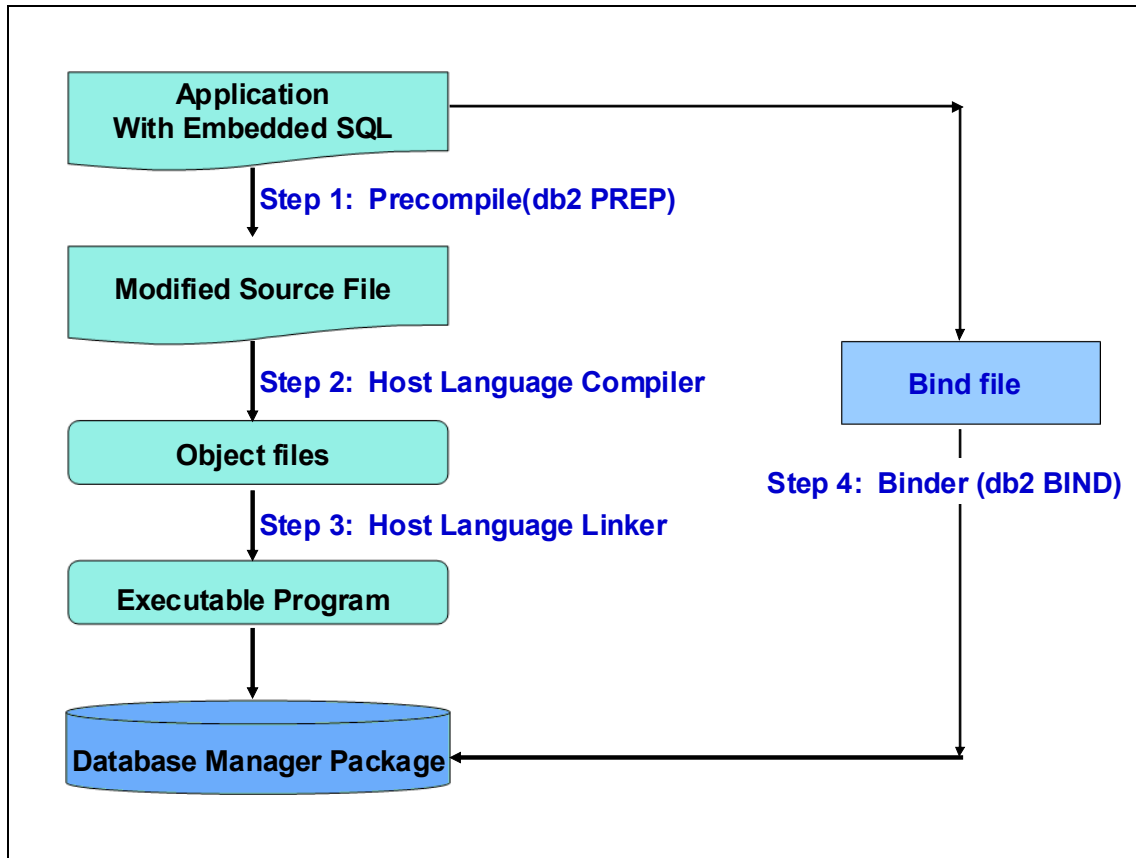 Application
With Embedded SQL
Step 1:  Precompile(db2 PREP)
Modified Source File
Step 2:  Host Language Compiler
Bind file
Object files
Step 4:  Binder (db2 BIND)
Step 3:  Host Language Linker
Executable Program
Database Manager Package